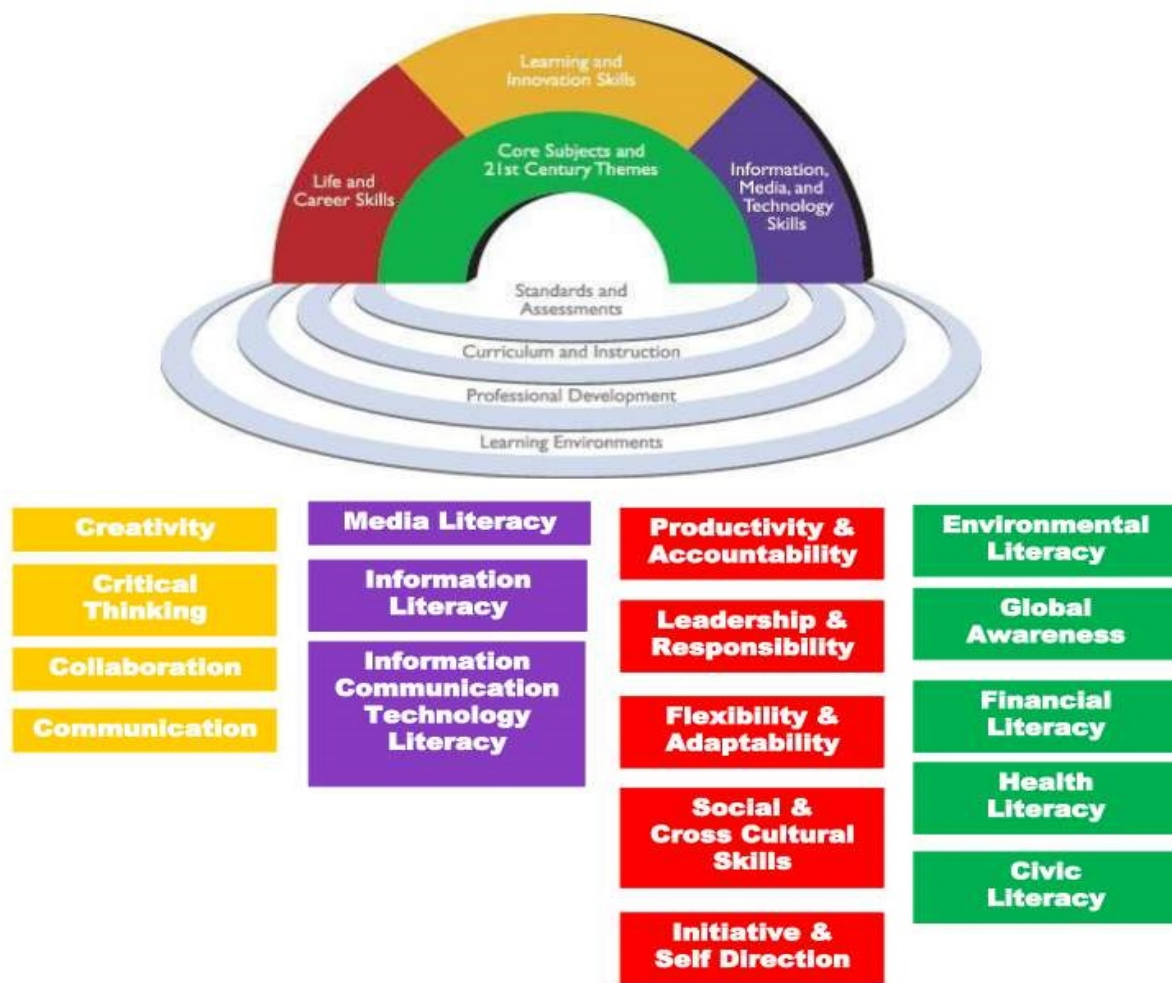 Learning and
Innovation Skills
Core Subjects and
21st Century Themes
Life and
Career Skills
Information,
Media, and
Technology
Skills
Standards and
Assessments
Curriculum and Instruction
Professional Development
Learning Environments
Creativity
Critical
Thinking
Collaboration
Communication
Media Literacy
Information
Literacy
Information
Communication
Technology
Literacy
Productivity &
Accountability
Leadership &
Responsibility
Flexibility &
Adaptability
Social &
Cross Cultural
Skills
Initiative &
Self Direction
Environmental
Literacy
Global
Awareness
Financial
Literacy
Health
Literacy
Civic
Literacy